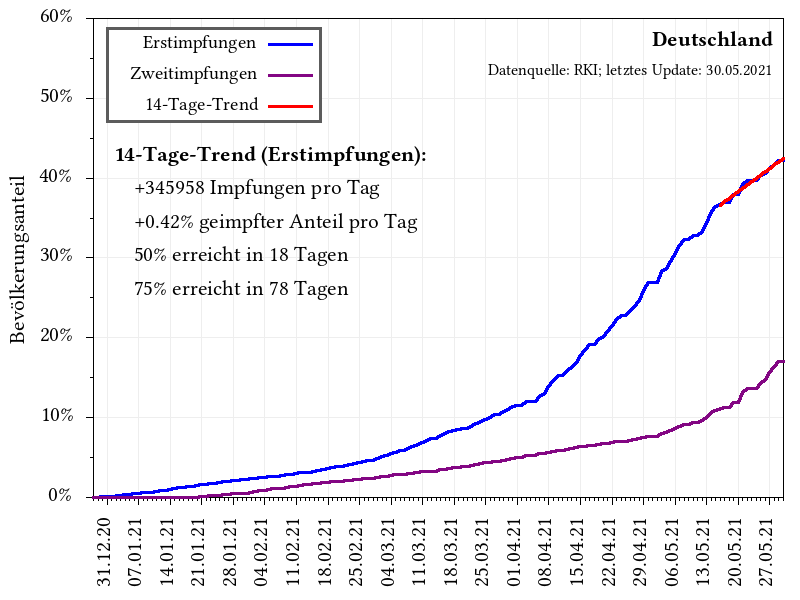 60%
50%
40%
30%
20%
10%
0%
Bevölkerungsanteil
Erstimpfungen
Zweitimpfungen
14-Tage-Trend
Deutschland
Datenquelle: RKI; letztes Update: 30.05.2021
14-Tage-Trend (Erstimpfungen):
+345958 Impfungen pro Tag
+0.42% geimpfter Anteil pro Tag
50% erreicht in 18 Tagen
75% erreicht in 78 Tagen
31.12.20
07.01.21
14.01.21
21.01.21
28.01.21
04.02.21
11.02.21
18.02.21
25.02.21
04.03.21
11.03.21
18.03.21
25.03.21
01.04.21
08.04.21
15.04.21
22.04.21
29.04.21
06.05.21
13.05.21
20.05.21
27.05.21